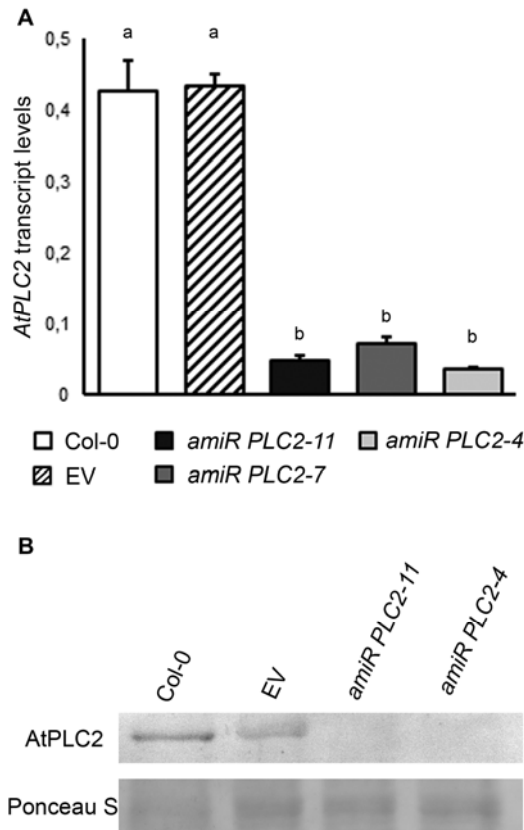 A
AtPLC2 transcript levels
0,5
0,4
0,3
0,2
0,1
0
a
a
b
b
b
Col-0
amiR PLC2-11
amiR PLC2-4
EV
amiR PLC2-7
B
Col-0
EV
amiR PLC2-11
amiR PLC2-4
AtPLC2
Ponceau S